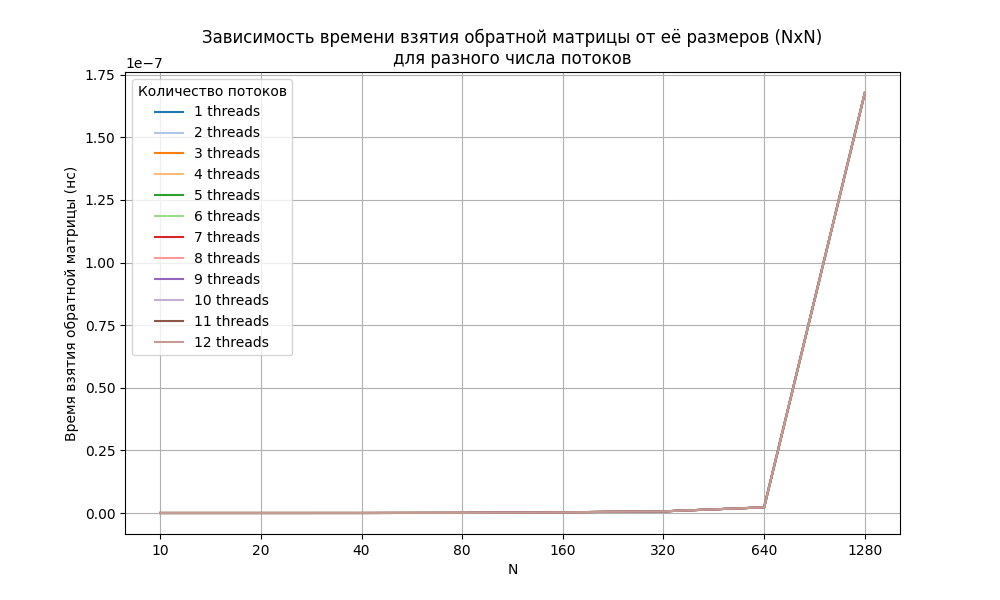 Зависимость времени взятия обратной матрицы от её размеров (NxN)
для разного числа потоков
1e−7
1.75
1.50
1.25
1.00
0.75
0.50
0.25
0.00
Время взятия обратной матрицы (нс)
Количество потоков
1 threads
2 threads
3 threads
4 threads
5 threads
6 threads
7 threads
8 threads
9 threads
10 threads
11 threads
12 threads
10 20 40 80 160 320 640 1280
N